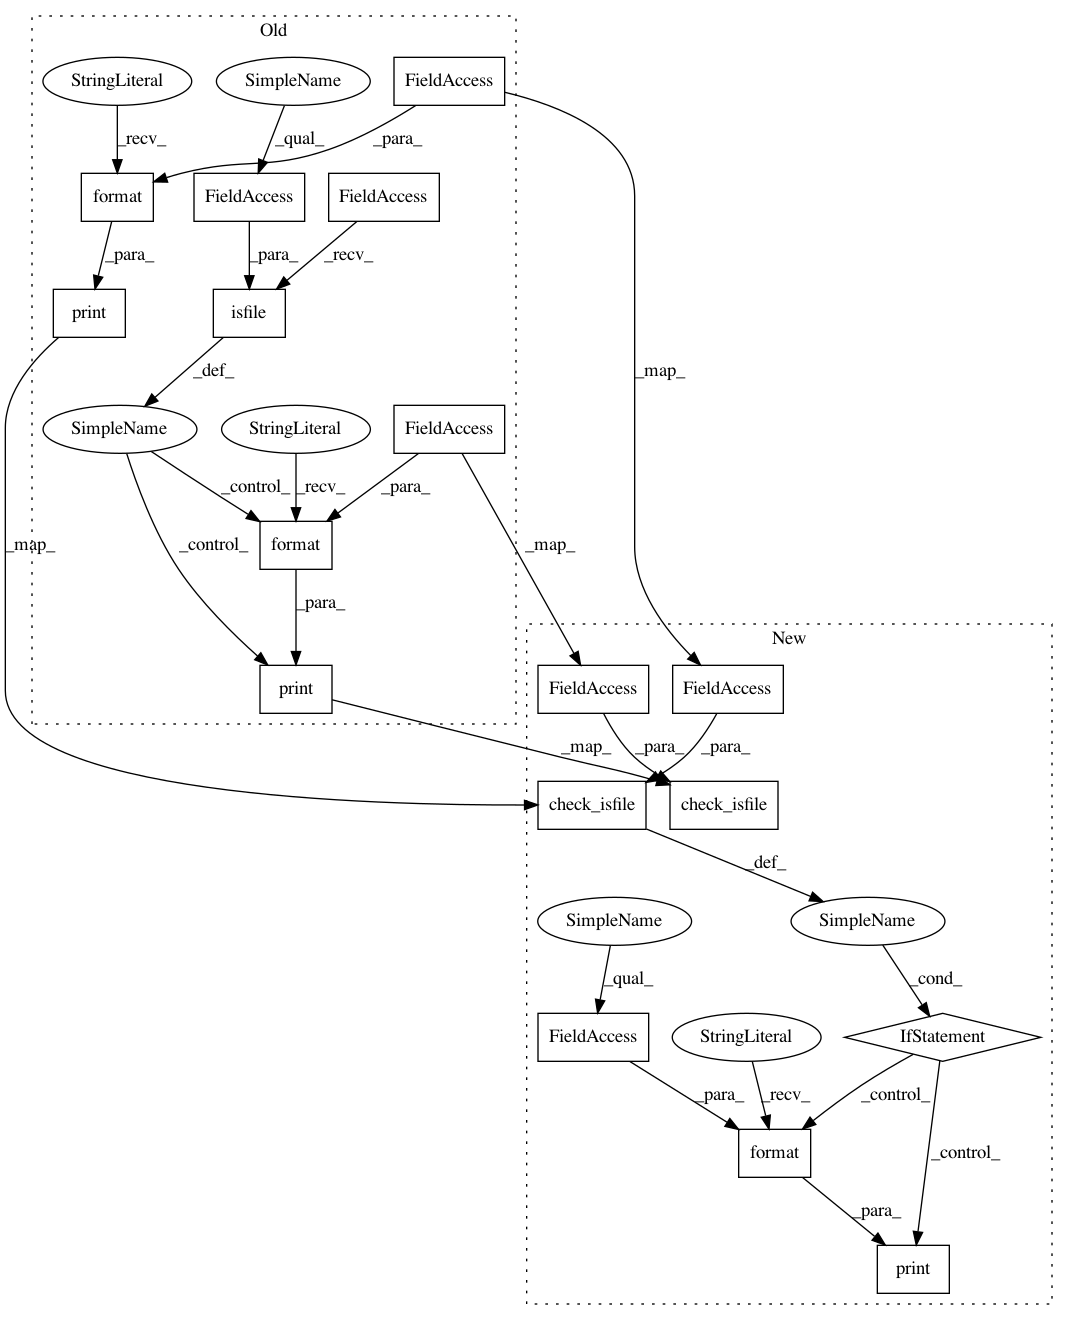 Old
StringLiteral
SimpleName
FieldAccess
_recv_
_qual_
_para_
format
FieldAccess
FieldAccess
_para_
_para_
_recv_
print
isfile
_def_
_map_
SimpleName
StringLiteral
FieldAccess
_control_
_recv_
_para_
_map_
_control_
format
_map_
_para_
New
print
FieldAccess
FieldAccess
_map_
_para_
_para_
check_isfile
check_isfile
_def_
SimpleName
SimpleName
_qual_
_cond_
FieldAccess
StringLiteral
IfStatement
_para_
_recv_
_control_
format
_control_
_para_
print